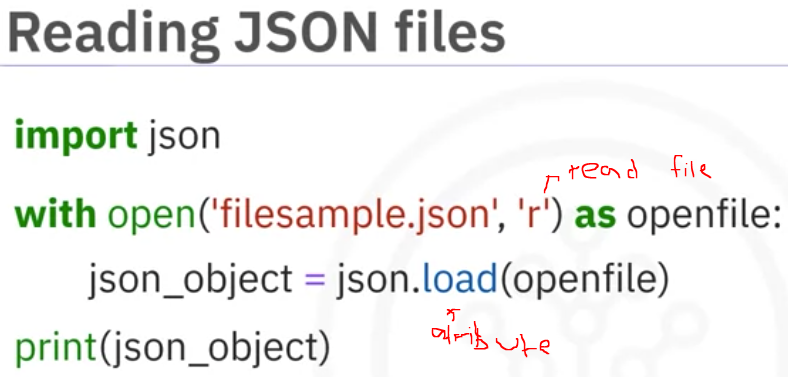 Reading JSON files
import json
read file
with open('filesample.json', 'r') as openfile:
json_object = json.load(openfile)
attribute
print(json_object)